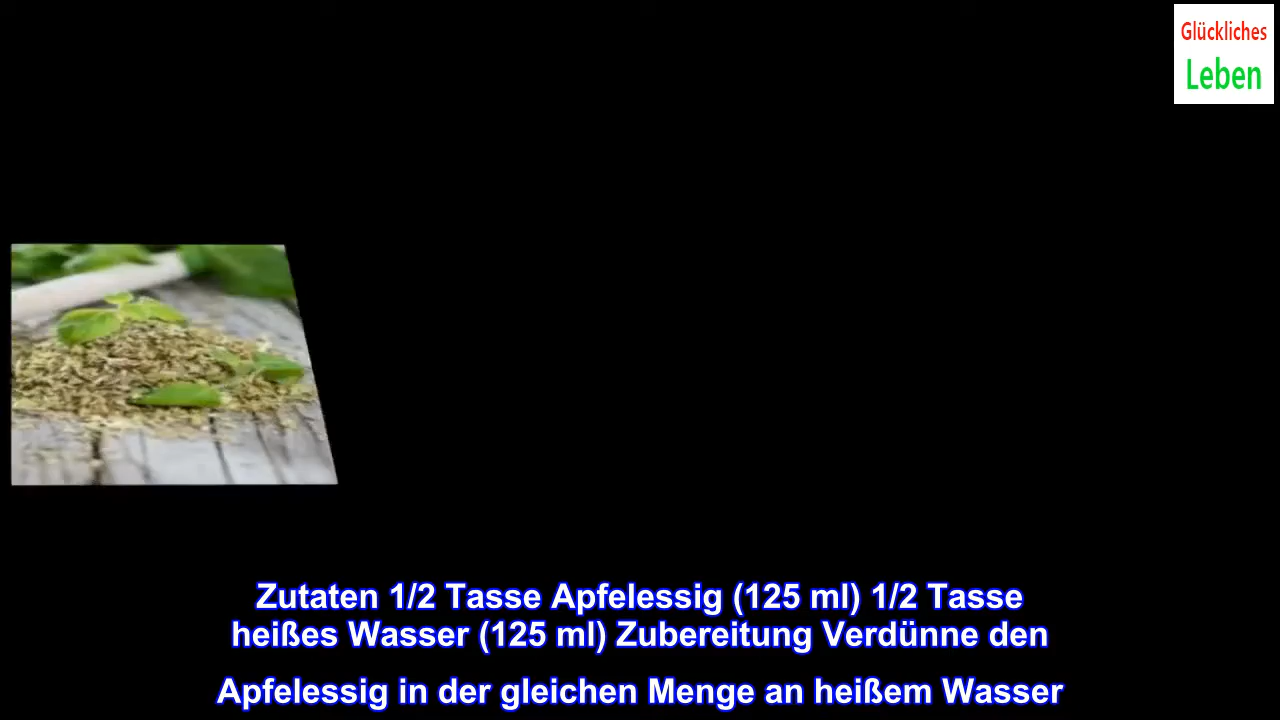 Glückliches
Leben
Zutaten 1/2 Tasse Apfelessig (125 ml) 1/2 Tasse
heißes Wasser (125 ml) Zubereitung Verdünne den
Apfelessig in der gleichen Menge an heißem Wasser